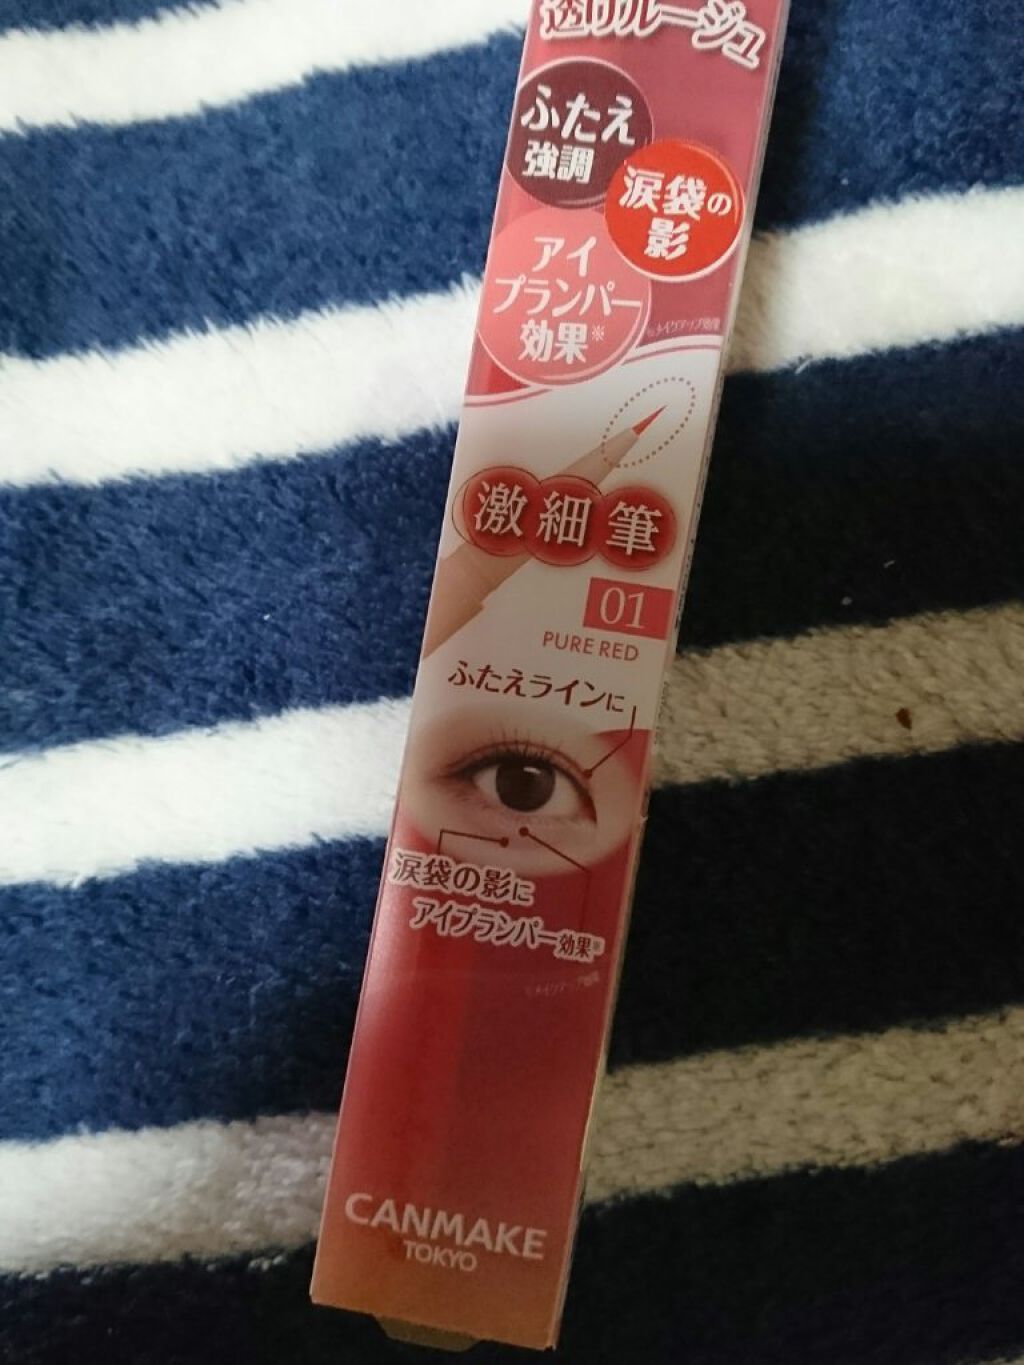 透けルージュ
ふたえ
強調
涙袋の
影
アイ
プランパー
効果※
※メイクアップ効果
激細筆
01
PURE RED
ふたえラインに
涙袋の影に
アイプランパー効果※
※メイクアップ効果
CANMAKE
TOKYO